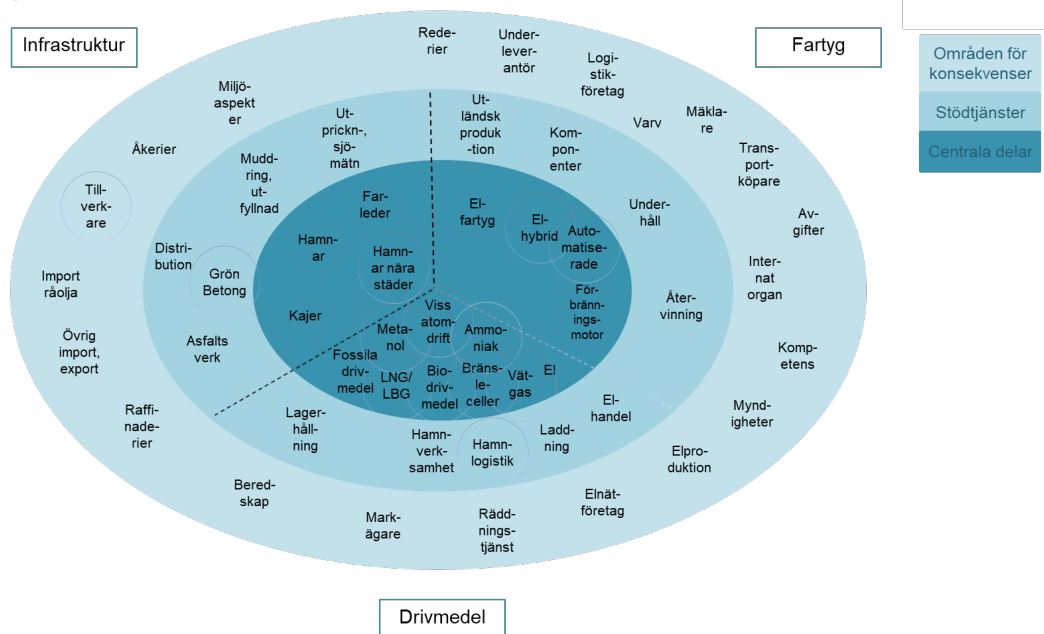 Infrastruktur
Fartyg
Drivmedel
Områden för
konsekvenser
Stödtjänster
Centrala delar
Rede-
rier
Under-
lever-
antör
Logi-
stik-
företag
Mäkla-
re
Trans-
port-
köpare
Av-
gifter
Inter-
nat
organ
Komp-
etens
Mynd-
igheter
Elpro-
duktion
Elnät-
företag
Rädd-
nings-
tjänst
Mark-
ägare
Bered-
skap
Raffi-
nade-
rier
Övrig
import,
export
Import
råolja
Till-
verk-
are
Åkerier
Miljö-
aspekt
er
Varv
Ut-
prickn-,
sjö-
mätn
Ut-
ländsk
produk
-tion
Kom-
pon-
enter
Under-
håll
Åter-
vinning
El-
handel
Ladd-
ning
Hamn-
logistik
Hamn-
verk-
samhet
Lager-
håll-
ning
Asfalts
verk
Grön
Betong
Distri-
bution
Mudd-
ring,
ut-
fyllnad
Far-
leder
Hamn-
ar
Hamn-
ar nära
städer
Kajer
El-
fartyg
El-
hybrid
Auto-
matise-
rade
För-
bränn-
ings-
motor
Viss
atom-
drift
Meta-
nol
Ammo-
niak
Fossila
driv-
medel
LNG/
LBG
Bio-
driv-
medel
Bräns-
le-
celler
Vät-
gas
El